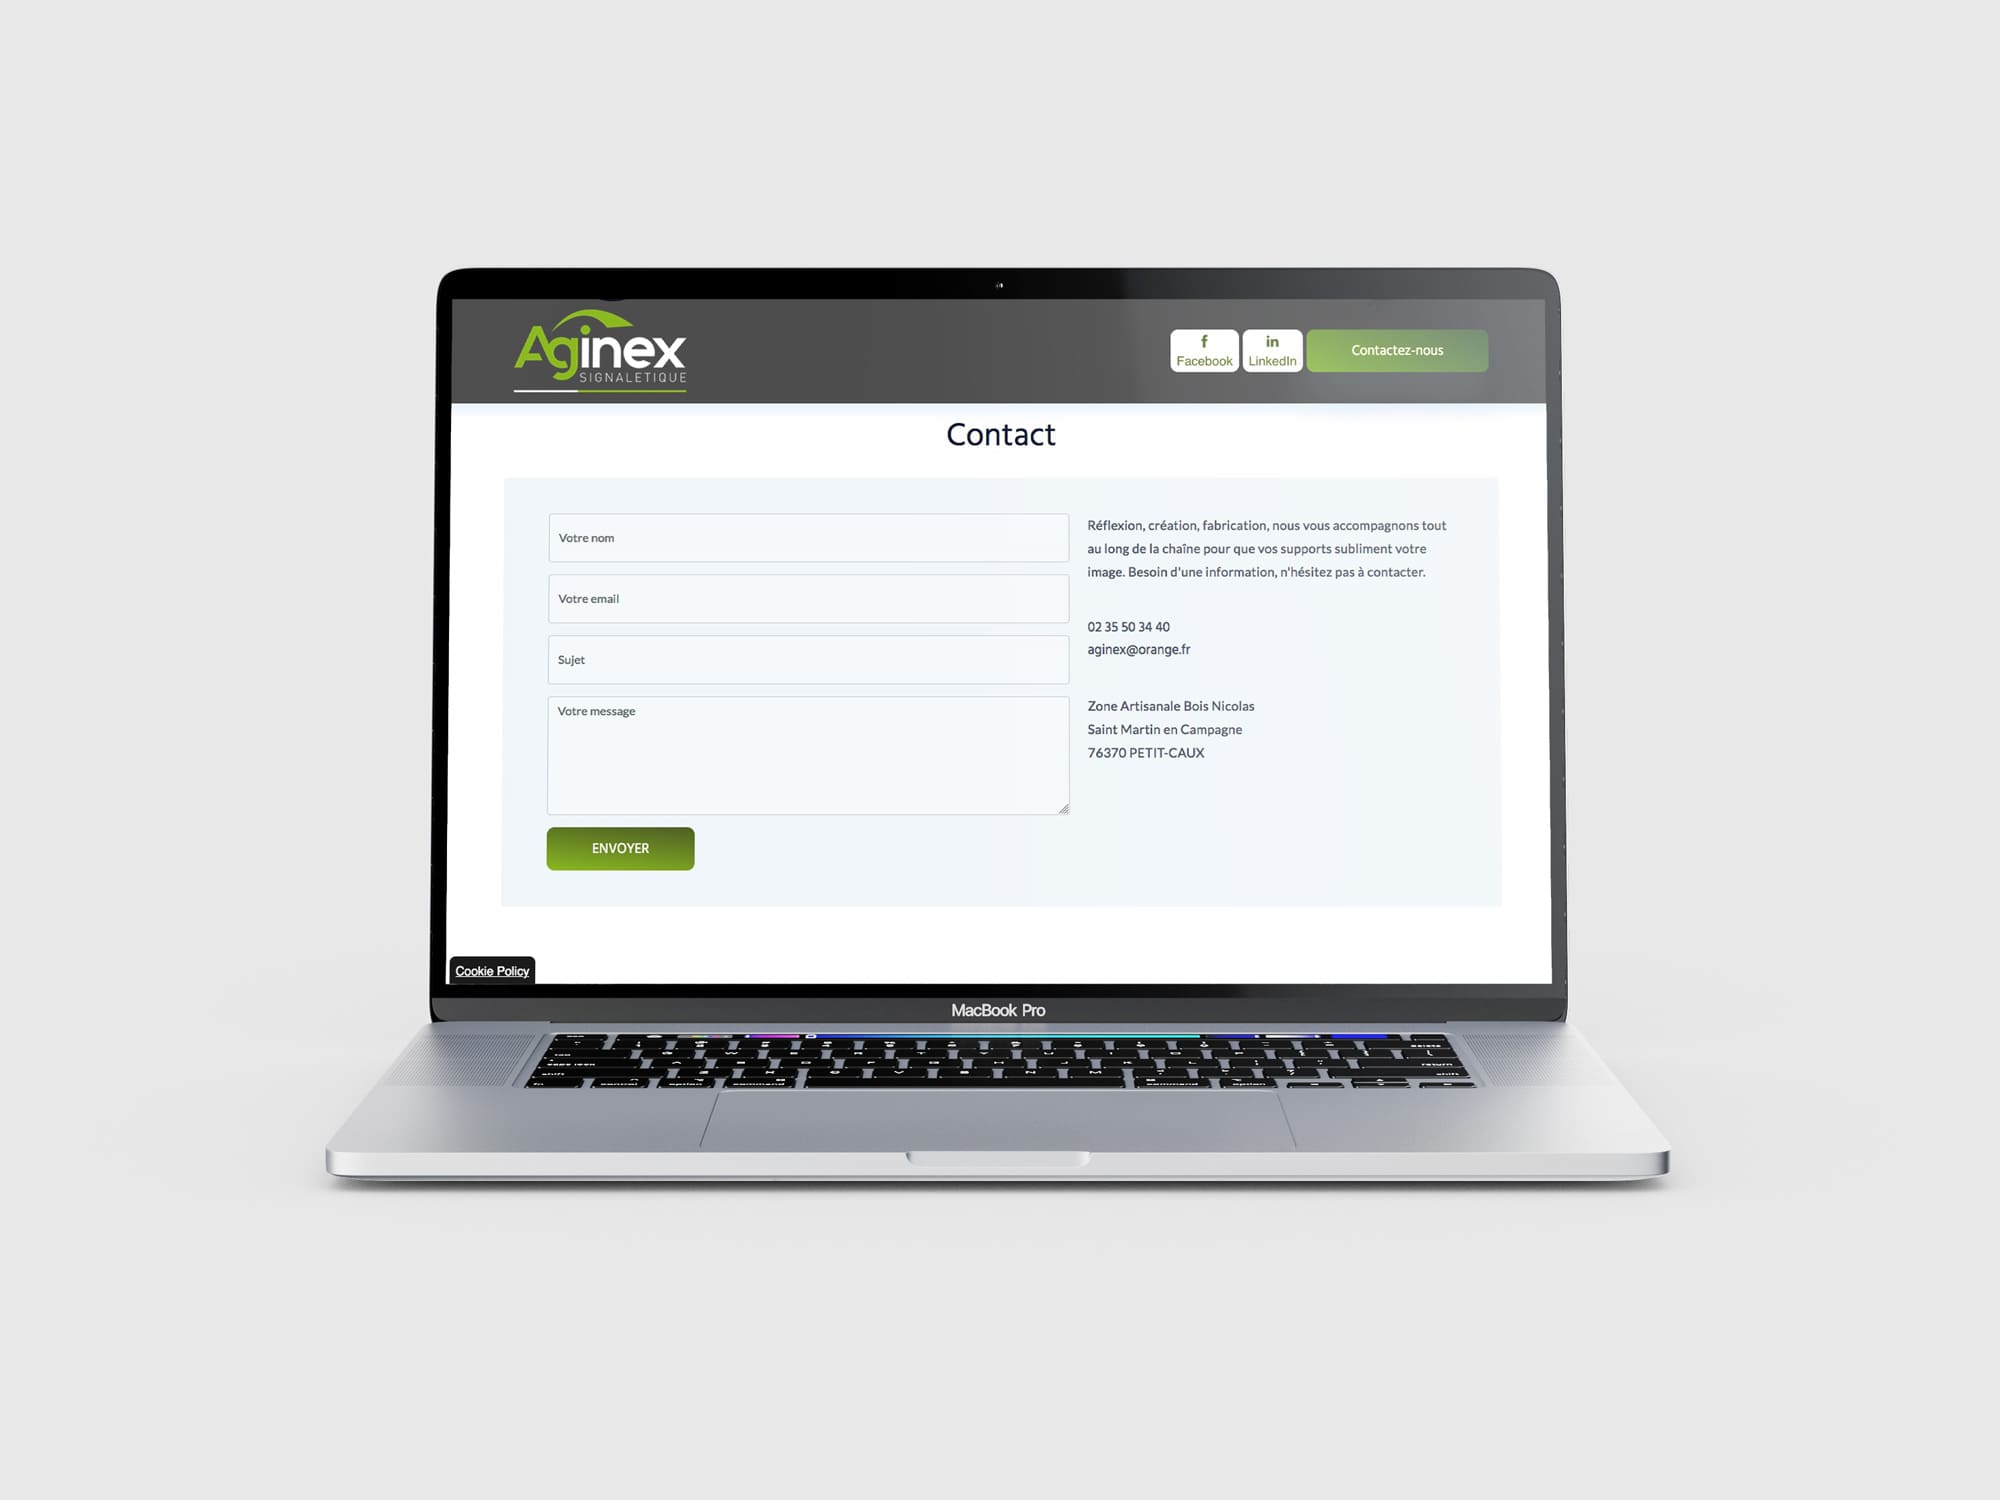 Aginex
SIGNALETIQUE
Facebook
LinkedIn
Contactez-nous
Contact
Votre nom
Votre email
Sujet
Votre message
ENVOYER
Réflexion, création, fabrication, nous vous accompagnons tout
au long de la chaîne pour que vos supports subliment votre
image. Besoin d'une information, n'hésitez pas à contacter.
02 35 50 34 40
aginex@orange.fr
Zone Artisanale Bois Nicolas
Saint Martin en Campagne
76370 PETIT-CAUX
Cookie Policy
MacBook Pro